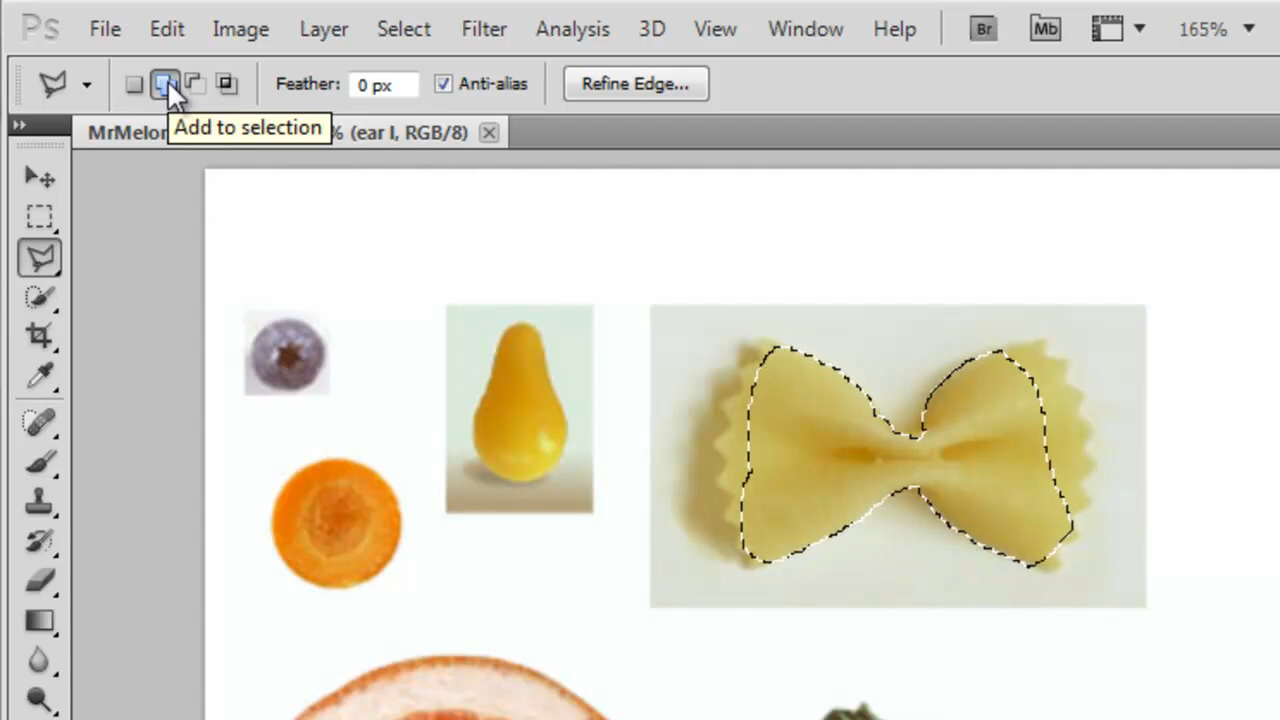 Ps File Edit Image Layer Select Filter Analysis 3D View Window Help Br Mb 165%
Feather: 0 px Anti-alias Refine Edge...
Add to selection
MrMelon % (ear l, RGB/8)